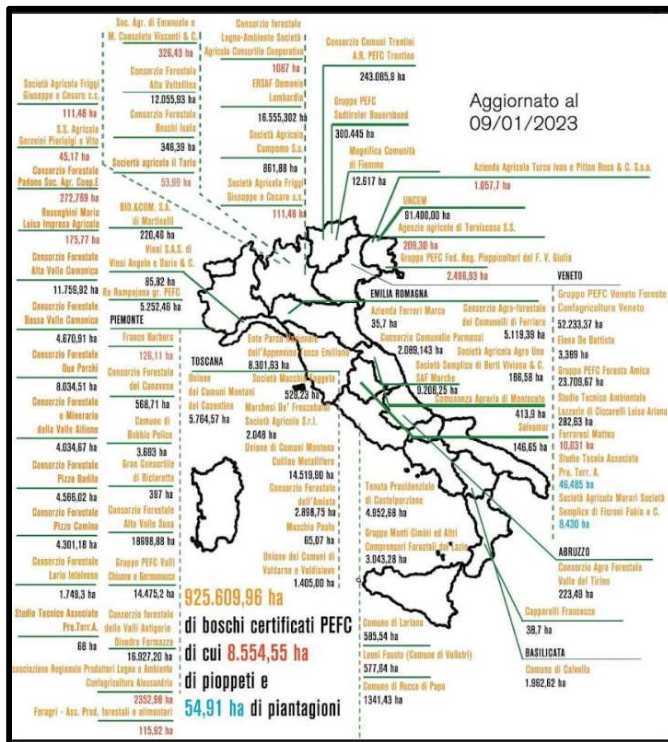 Soc. Agr. di Emanuela e
M. Consolata Visconti & C.
326,43 ha
Consorzio Forestale
Alta Valtellina
12.055,93 ha
Consorzio Forestale
Boschi Isola
346,39 ha
Società agricola il Tario
53,60 ha
BIO.&COM. S.A.
di Martinelli
220,46 ha
Vinai S.A.S. di
Vinai Angelo e Dario & C.
85,82 ha
Ra Rampajana gr. PEFC
5.252,46 ha
Consorzio forestale
Legno-Ambiente Società
Agricola Consortile Cooperativa
1087 ha
ERSAF Demanio
Lombardia
16.555,302 ha
Società Agricola
Campomo S.s.
861,88 ha
Società Agricola Friggi
Giuseppe e Cesare s.s.
111,48 ha
Consorzio Comuni Trentini
A.R. PEFC Trentino
243.085,9 ha
Gruppo PEFC
Sudtiroler Bauernbund
300.445 ha
Magnifica Comunità
di Fiemme
12.617 ha
Aggiornato al
09/01/2023
Azienda Agricola Turco Ivan e Pitton Rosa & C. S.s.a.
1.057,7 ha
UNCEM
91.400,00 ha
Agenzia agricole di Torviscosa S.S.
209,30 ha
Gruppo PEFC Fed. Reg. Pioppicoltori del F. V. Giulia
2.496,93 ha
Società Agricola Friggi
Giuseppe e Cesare s.s.
111,48 ha
S.S. Agricola
Gorovini Pierluigi e Vito
45,17 ha
Consorzio Forestale
Padano Soc. Agr. Coop.E
272,769 ha
Rossoghini Maria
Luisa Impresa Agricola
175,77 ha
Consorzio Forestale
Alta Valle Camonica
11.759,92 ha
Consorzio Forestale
Bassa Valle Camonica
4.670,91 ha
Consorzio Forestale
Due Parchi
8.034,51 ha
Consorzio Forestale
e Minerario
della Valle Allione
4.034,67 ha
Consorzio Forestale
Pizzo Badile
4.566,02 ha
Consorzio Forestale
Pizzo Camino
4.301,18 ha
Consorzio Forestale
Lario Intelvese
1.749,3 ha
Studio Tecnico Associato
Pro.Terr.A.
68 ha
PIEMONTE
Franco Barbero
126,11 ha
Consorzio Forestale
del Canavese
568,71 ha
Comune di
Bobbio Pellice
3.693 ha
Gran Consortile
di Riclaretto
397 ha
Consorzio Forestale
Alta Valle Susa
18698,88 ha
Gruppo PEFC Valli
Chisone e Germanasca
14.475,2 ha
Consorzio forestale
delle Valli Antigorio
Divedro Formazza
16.927,20 ha
ssociazione Regionale Produttori Legno e Ambiente
Confagricoltura Alessandria
2352,98 ha
Foragri - Ass. Prod. forestali e alimentari
115,92 ha
TOSCANA
Unione
dei Comuni Montani
del Casentino
5.764,57 ha
Società Macchia Faggeta
529,23 ha
Marchesi De' Frescobaldi
Società Agricola S.r.l.
2.048 ha
Unione di Comuni Montana
Colline Metallifere
14.519,90 ha
Consorzio Forestale
dell'Amiata
2.898,75 ha
Macchia Paolo
65,07 ha
Unione dei Comuni di
Valdarno e Valdisieve
1.405,00 ha
EMILIA ROMAGNA
Azienda Ferrari Marco
35,7 ha
Consorzio Comunalie Parmensi
2.089,143 ha
Ente Parco Nazionale
dell'Appennino Tosco Emiliano
8.301,63 ha
Consorzio Agro-forestale
dei Comunelli di Ferriere
5.119,39 ha
Società Agricola Agro Uno
Società Semplice di Berti Viviana & C.
186,58 ha
SAF Marche
9.208,25 ha
Comunanza Agraria di Montecalo
413,9 ha
Selvamar
146,65 ha
VENETO
Gruppo PEFC Veneto Foreste
Confagricoltura Veneto
52.233,37 ha
Elena De Battista
3,389 ha
Gruppo PEFC Foresta Amica
23.709,67 ha
Studio Tecnico Ambientale
Lazzerle di Ciccarelli Luisa Ariana
282,63 ha
Ferraresi Matteo
10,031 ha
Studio Tecnio Associato
Pro. Terr. A.
46,485 ha
Società Agricola Morari Società
Semplice di Fiorani Fabio e C.
8.430 ha
ABRUZZO
Consorzio Agro Forestale
Valle del Tirino
223,49 ha
Capparelli Francesco
38,7 ha
BASILICATA
Comune di Calvello
1.962,62 ha
Tenuta Presidenziale
di Castelporziano
4.952,68 ha
Gruppo Monti Cimini ed Altri
Comprensori Forestali del Lazio
3.043,28 ha
Comune di Lariano
585,54 ha
Leoni Fausto (Comune di Velletri)
577,64 ha
Comune di Rocca di Papa
1341,43 ha
925.609,96 ha
di boschi certificati PEFC
di cui 8.554,55 ha
di pioppeti e
54,91 ha di piantagioni